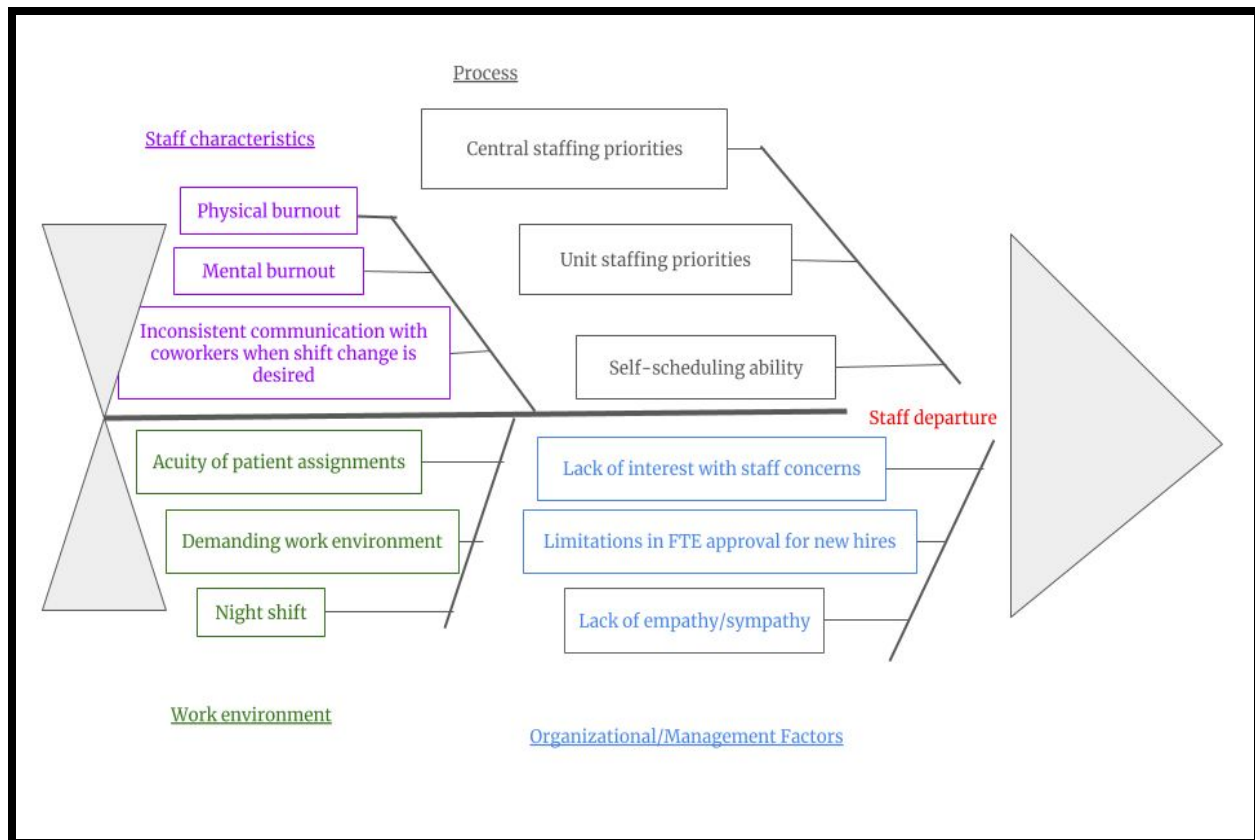 Process
Central staffing priorities
Unit staffing priorities
Self-scheduling ability
Staff characteristics
Physical burnout
Mental burnout
Inconsistent communication with
coworkers when shift change is
desired
Staff departure
Acuity of patient assignments
Demanding work environment
Night shift
Work environment
Lack of interest with staff concerns
Limitations in FTE approval for new hires
Lack of empathy/sympathy
Organizational/Management Factors